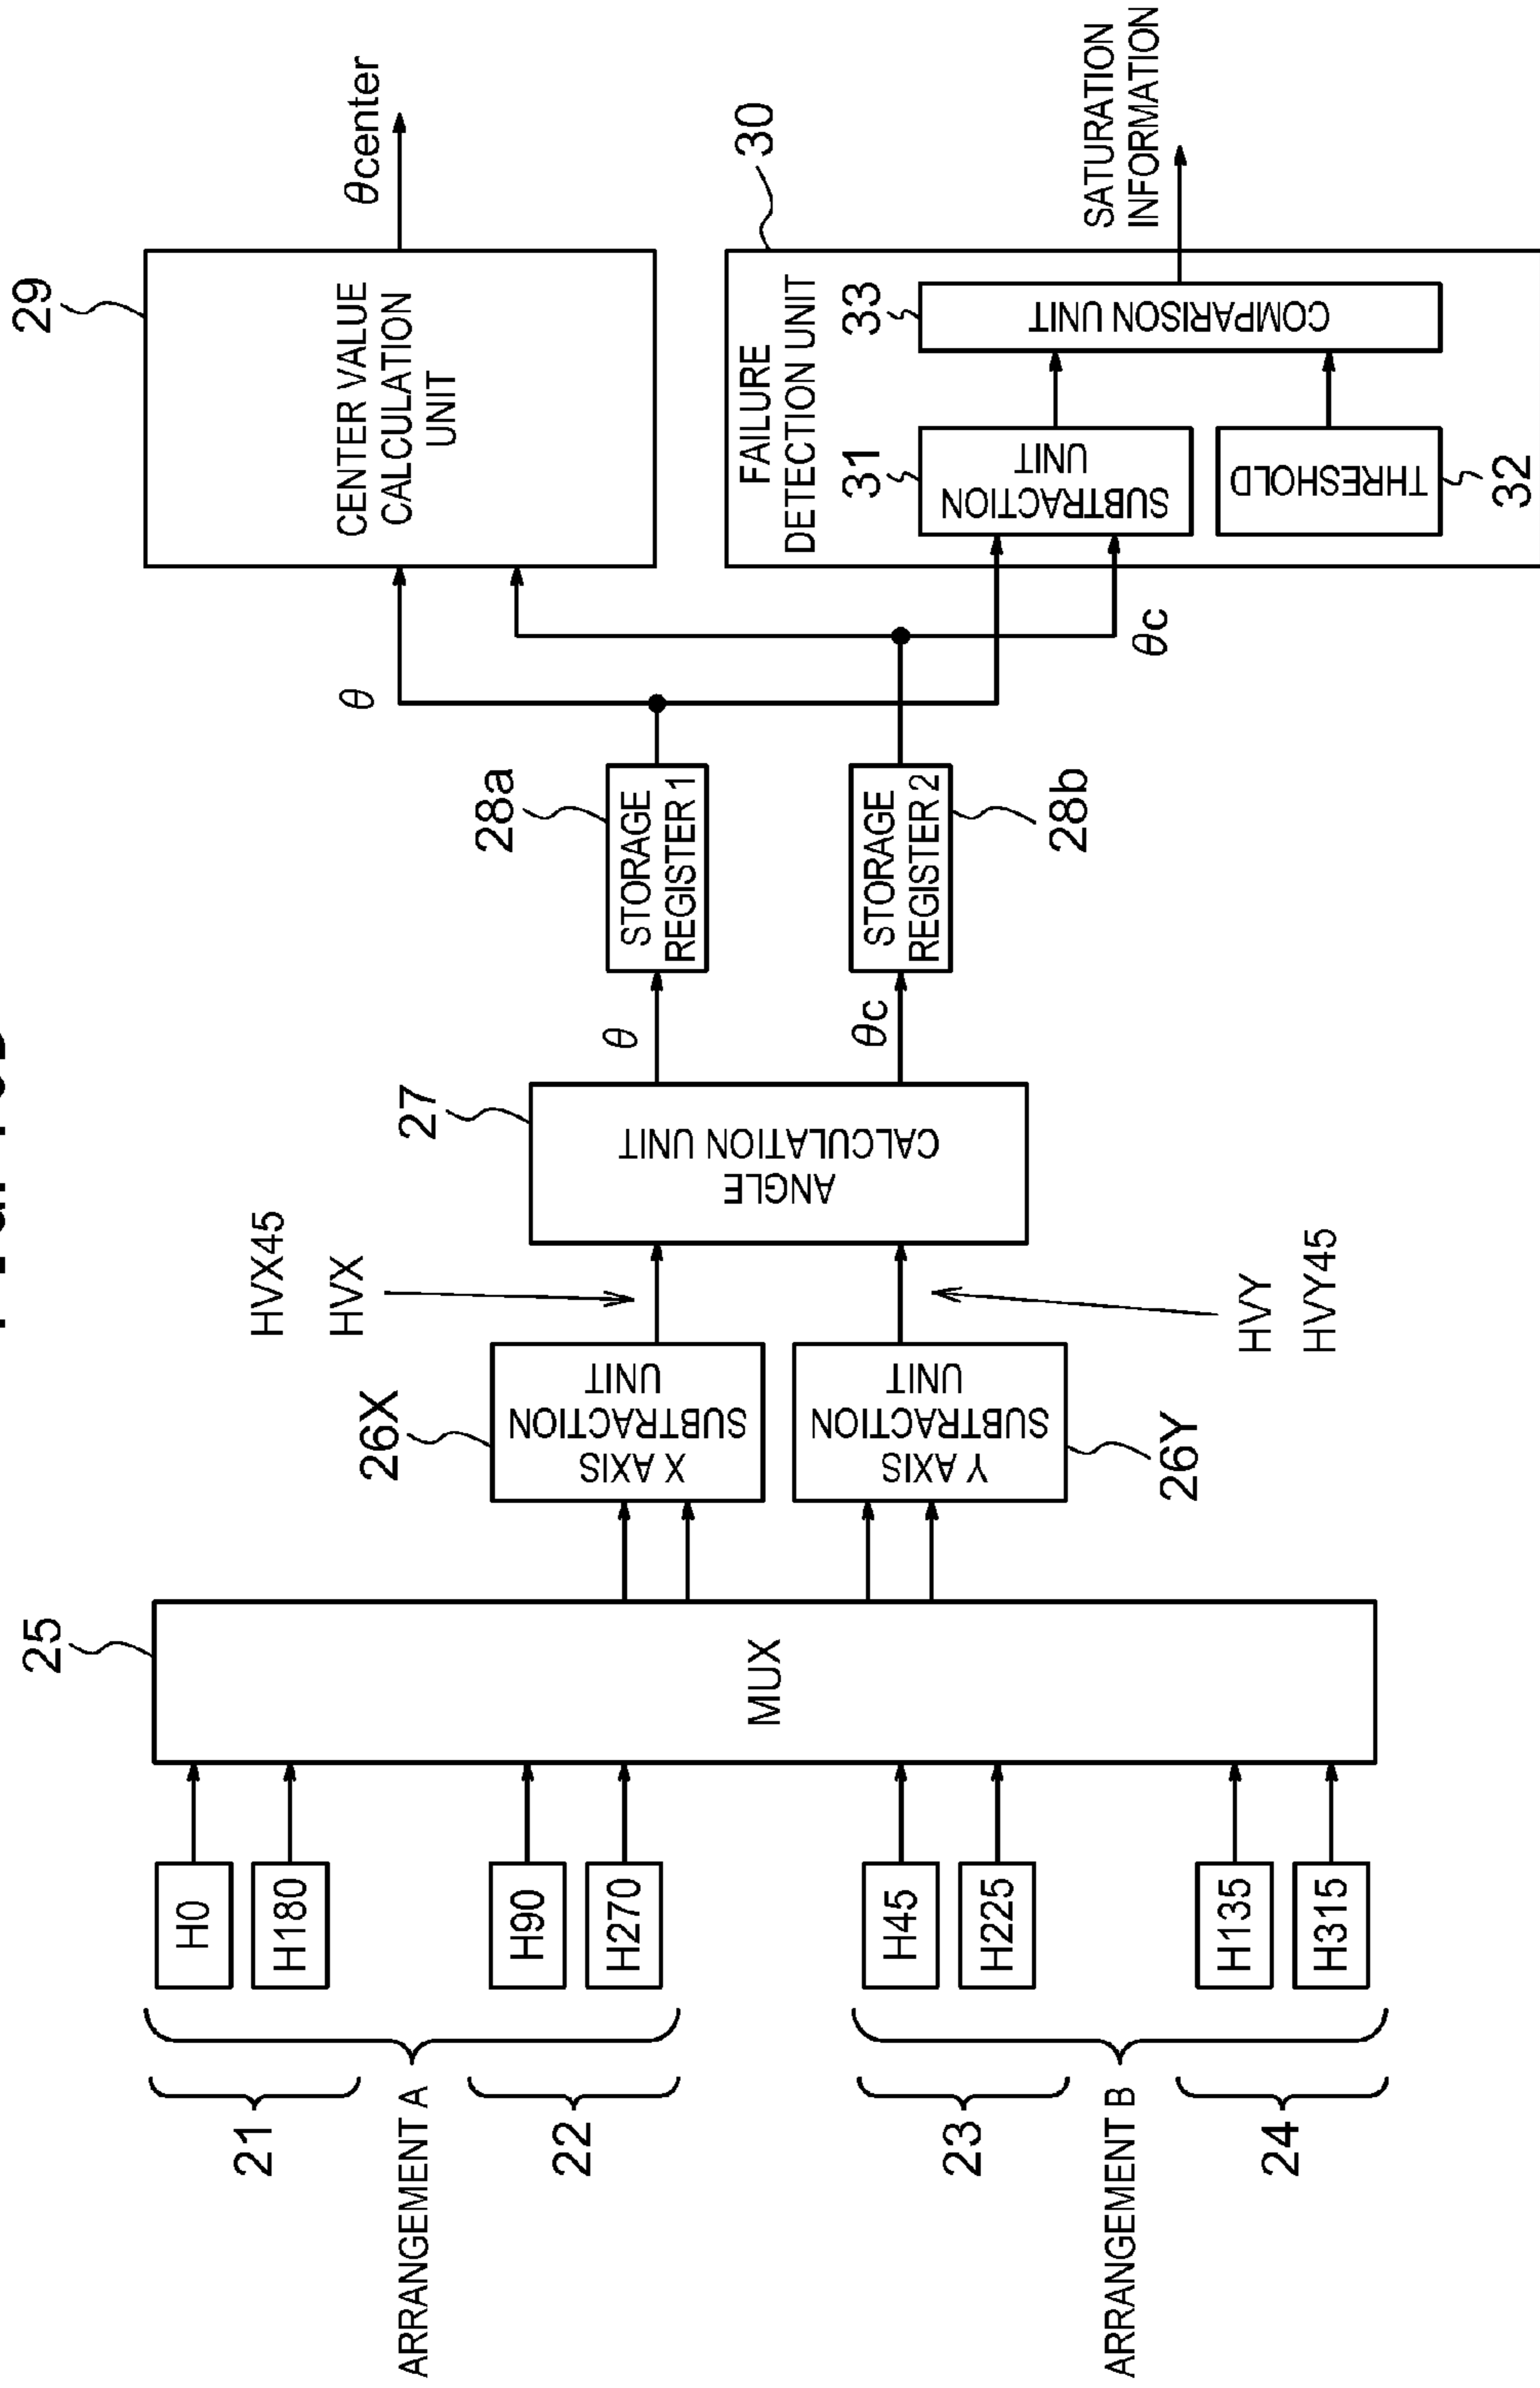 ARRANGEMENT A
21
22
ARRANGEMENT B
23
24
H0
H180
H90
H270
H45
H225
H135
H315
25
MUX
26X
X AXIS
SUBTRACTION
UNIT
26Y
Y AXIS
SUBTRACTION
UNIT
HVX45
HVX
HVY
HVY45
27
ANGLE
CALCULATION UNIT
θ
θc
28a
STORAGE
REGISTER 1
28b
STORAGE
REGISTER 2
θ
θc
29
CENTER VALUE
CALCULATION
UNIT
θcenter
30
FAILURE
DETECTION UNIT
31
SUBTRACTION
UNIT
THRESHOLD
32
33
COMPARISON UNIT
SATURATION
INFORMATION